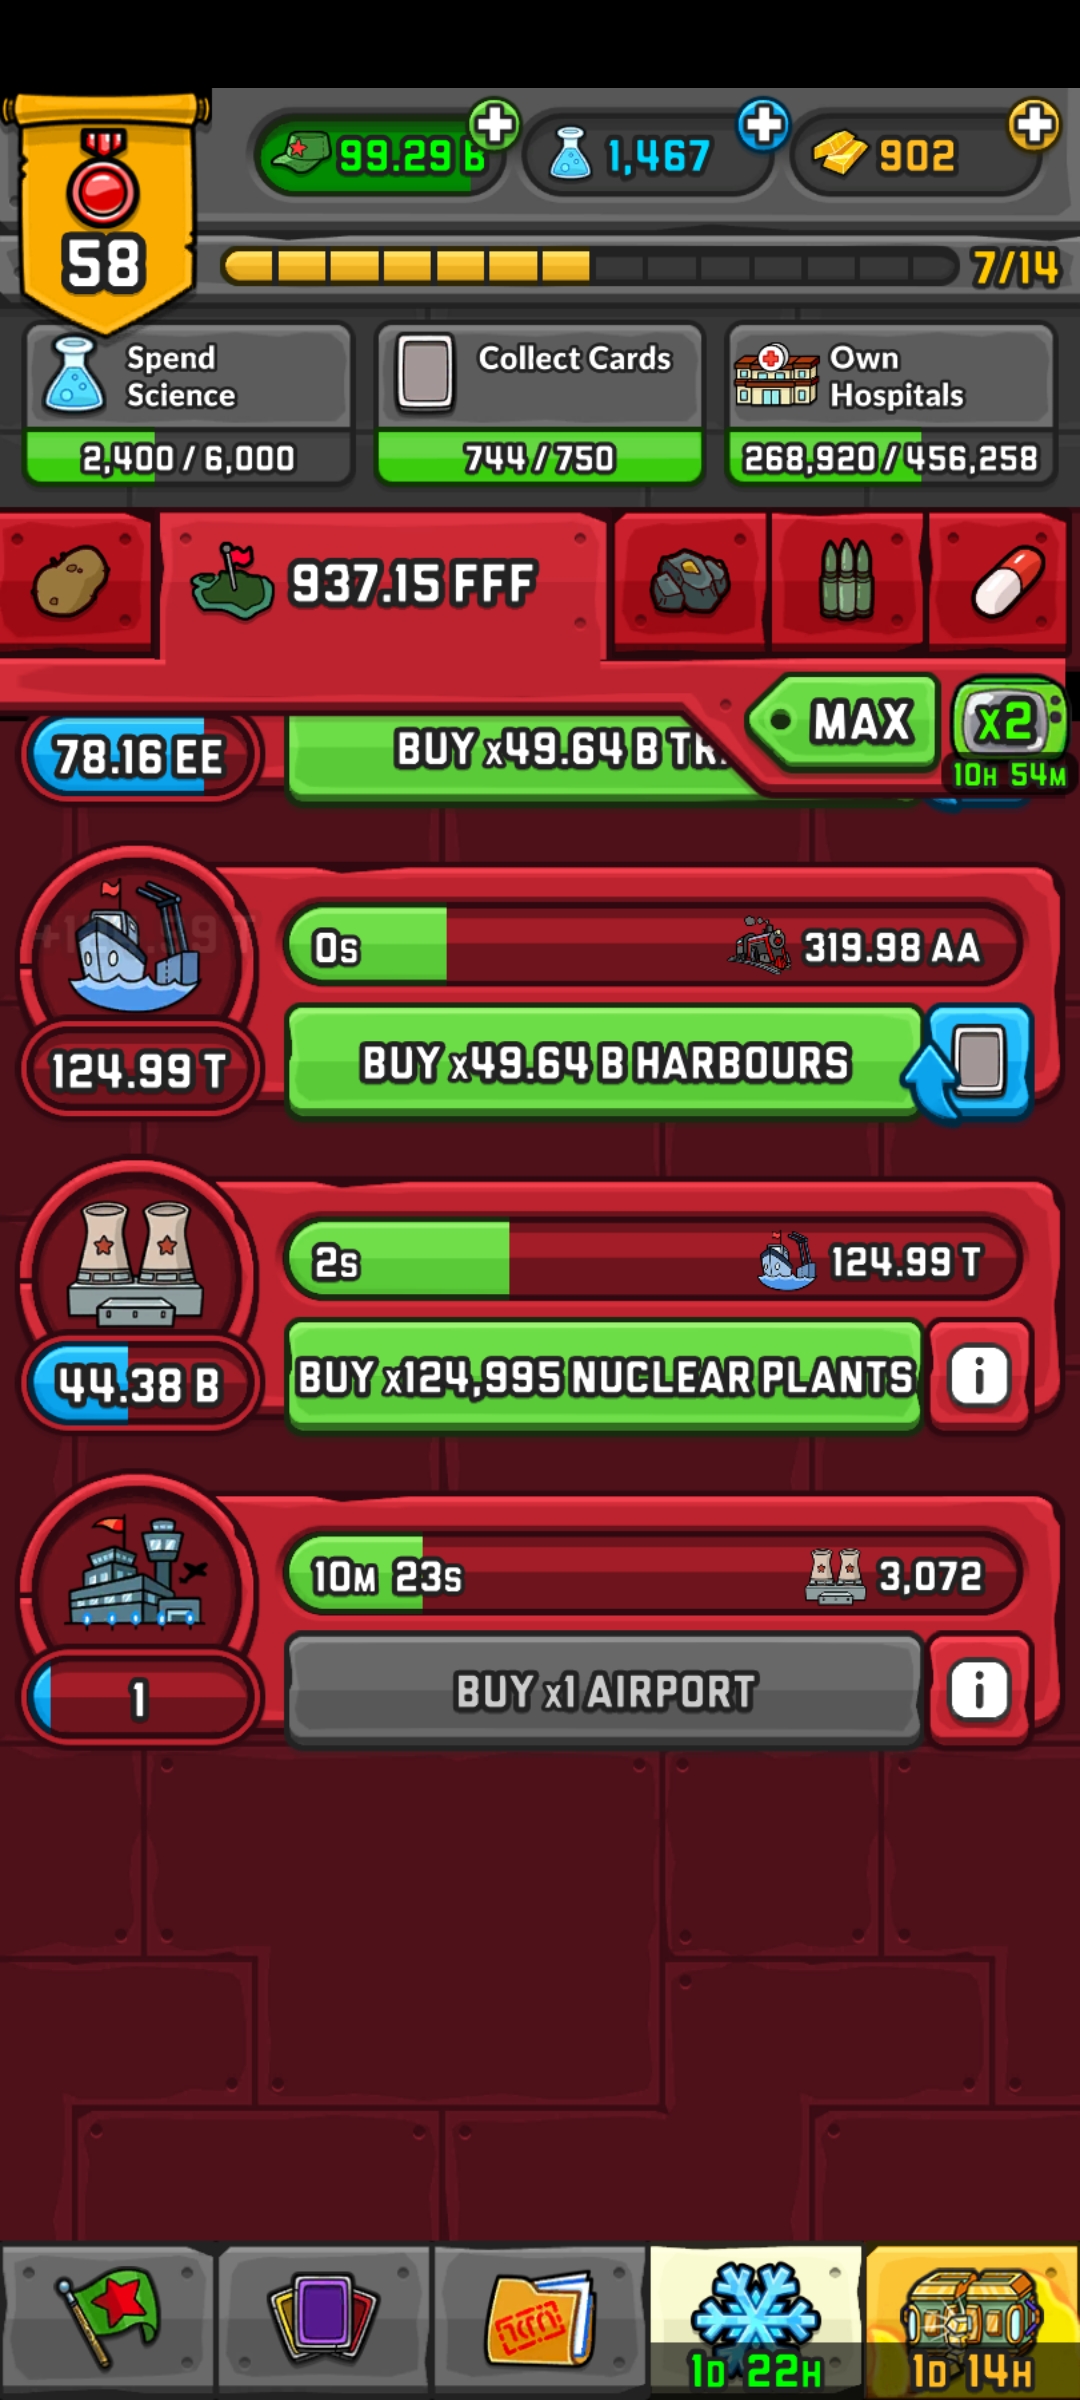 99.29 B
1,467
902
58
7/14
Spend
Science
2,400 / 6,000
Collect Cards
744 / 750
Own
Hospitals
268,920 / 456,258
937.15 FFF
MAX
x2
10H 54M
78.16 EE
BUY x49.64 B
0s
319.98 AA
124.99 T
BUY x49.64 B HARBOURS
2s
124.99 T
44.38 B
BUY x124,995 NUCLEAR PLANTS
i
10M 23s
3,072
1
BUY x1 AIRPORT
i
1D 22H
1D 14H